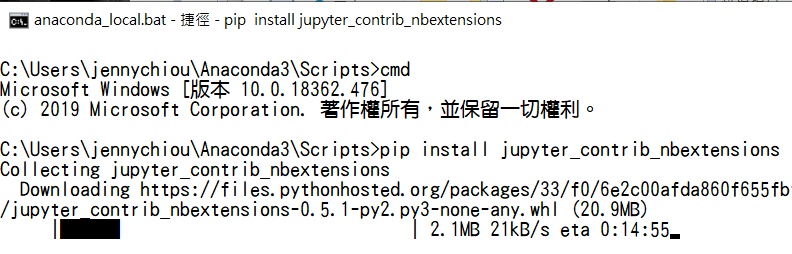 anaconda_local.bat - 捷徑 - pip install jupyter_contrib_nbextensions
C:\Users\jennychiou\Anaconda3\Scripts>cmd
Microsoft Windows [版本 10.0.18362.476]
(c) 2019 Microsoft Corporation. 著作權所有，並保留一切權利。
C:\Users\jennychiou\Anaconda3\Scripts>pip install jupyter_contrib_nbextensions
Collecting jupyter_contrib_nbextensions
Downloading https://files.pythonhosted.org/packages/33/f0/6e2c00afda860f655fb
/jupyter_contrib_nbextensions-0.5.1-py2.py3-none-any.whl (20.9MB)
| | 2.1MB 21kB/s eta 0:14:55